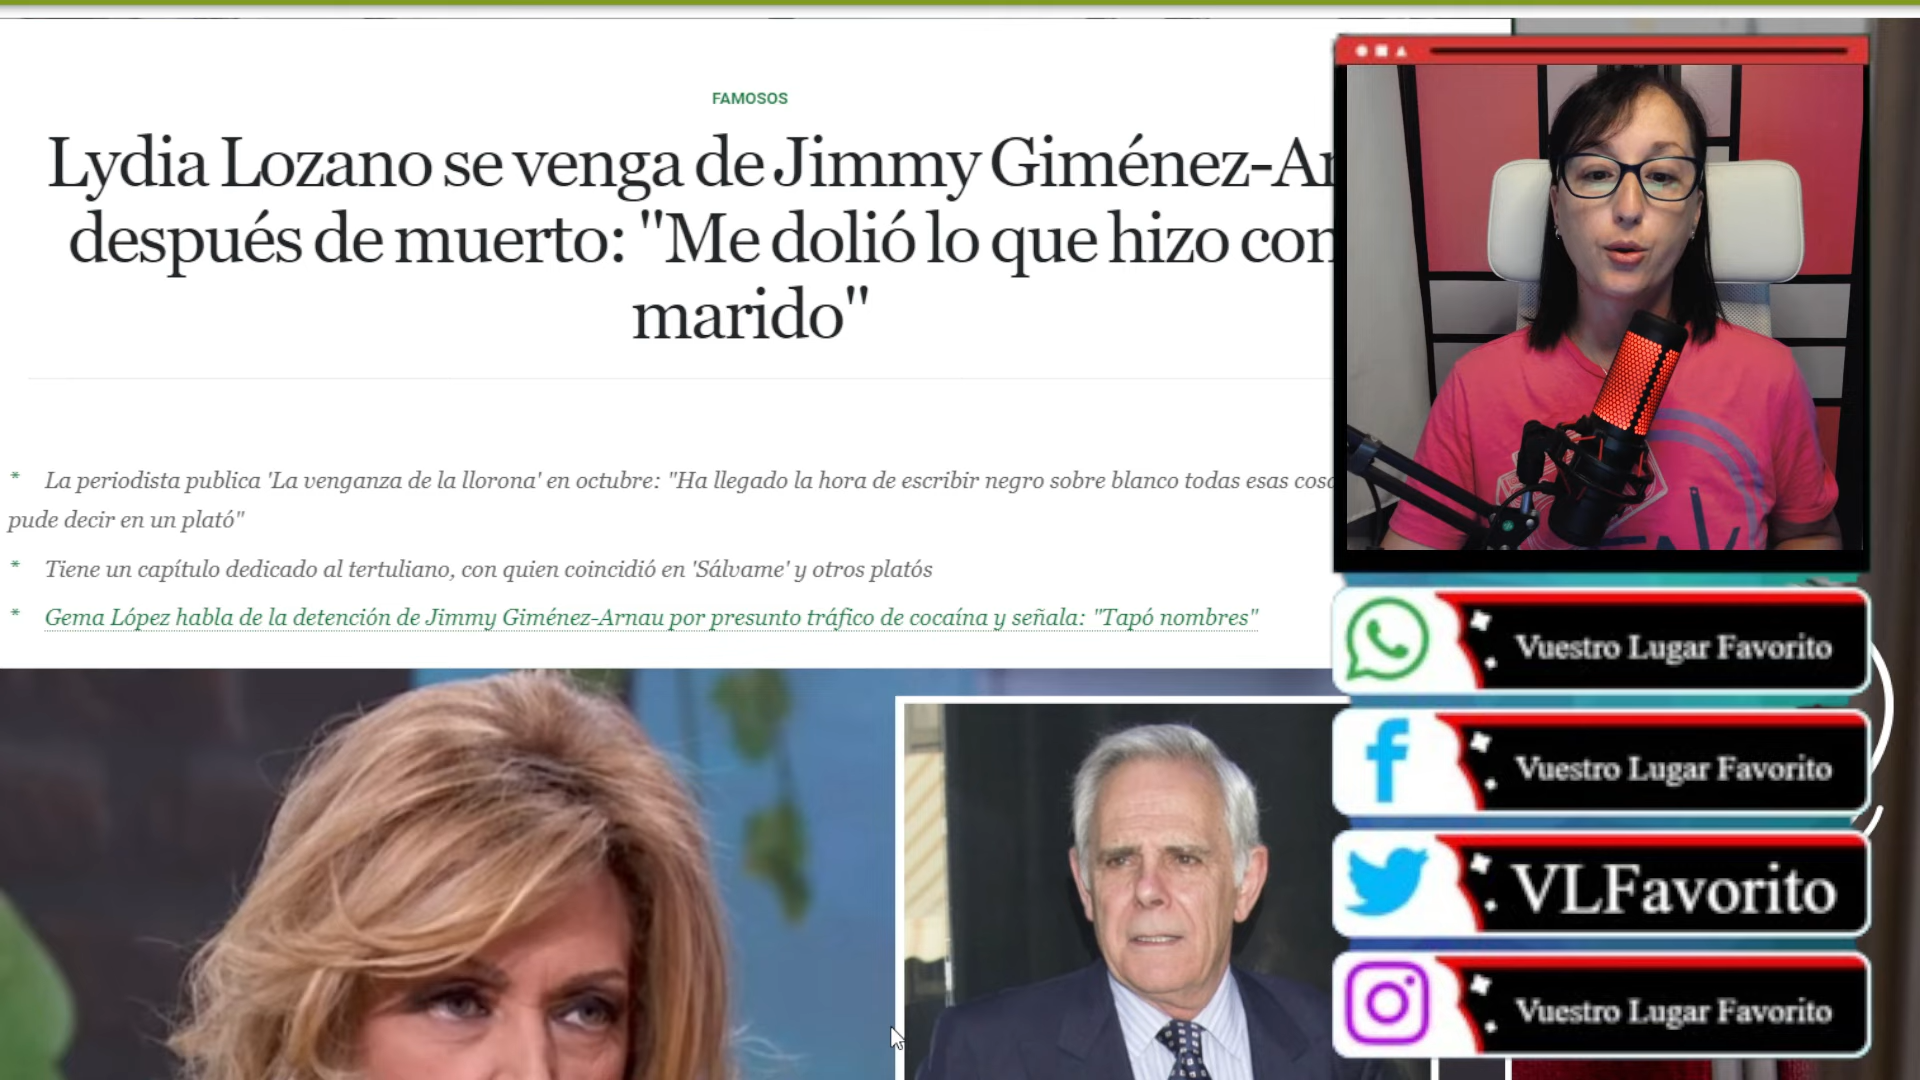 FAMOSOS
Lydia Lozano se venga de Jimmy Giménez-Ar
después de muerto: "Me dolió lo que hizo con
marido"
* La periodista publica 'La venganza de la llorona' en octubre: "Ha llegado la hora de escribir negro sobre blanco todas esas cosa
pude decir en un plató"
* Tiene un capítulo dedicado al tertuliano, con quien coincidió en 'Sálvame' y otros platós
* Gema López habla de la detención de Jimmy Giménez-Arnau por presunto tráfico de cocaína y señala: "Tapó nombres"
Vuestro Lugar Favorito
Vuestro Lugar Favorito
VLFavorito
Vuestro Lugar Favorito